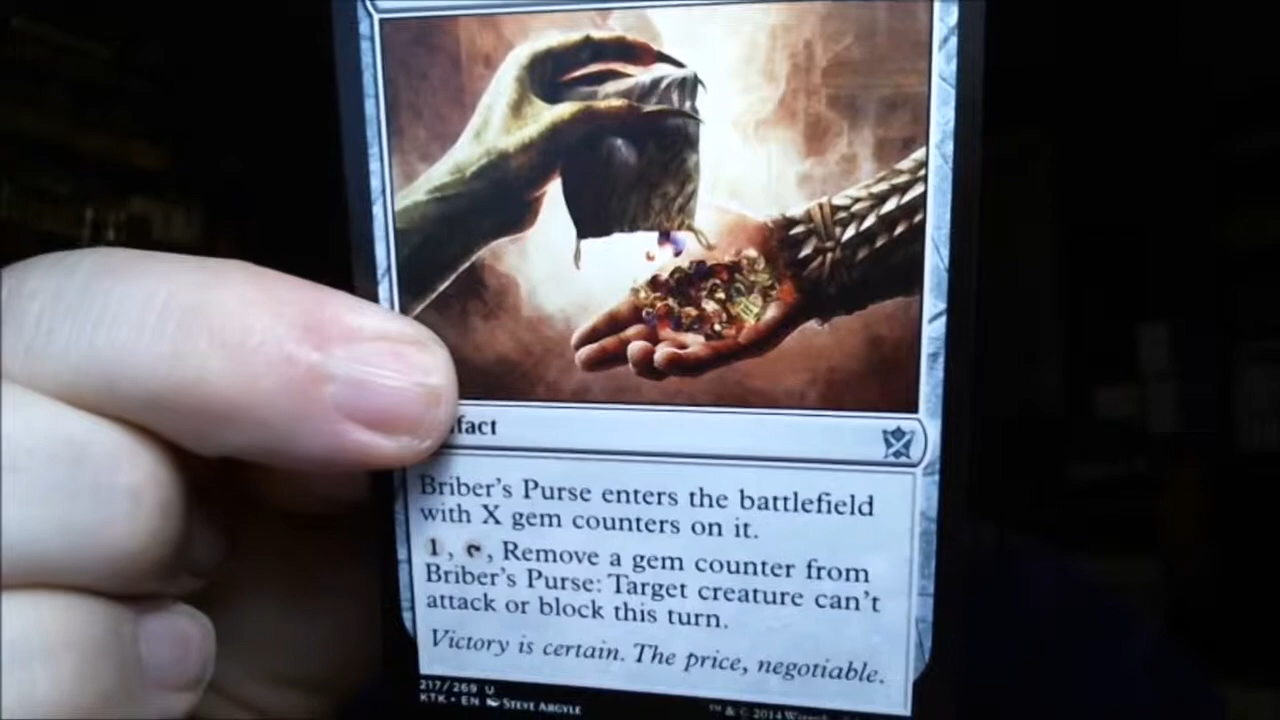 ifact
Briber's Purse enters the battlefield
with X gem counters on it.
1, , Remove a gem counter from
Briber's Purse: Target creature can't
attack or block this turn.
Victory is certain. The price, negotiable.
217/269 U
KTK • EN STEVE ARGYLE
™ & © 2014 Wizards